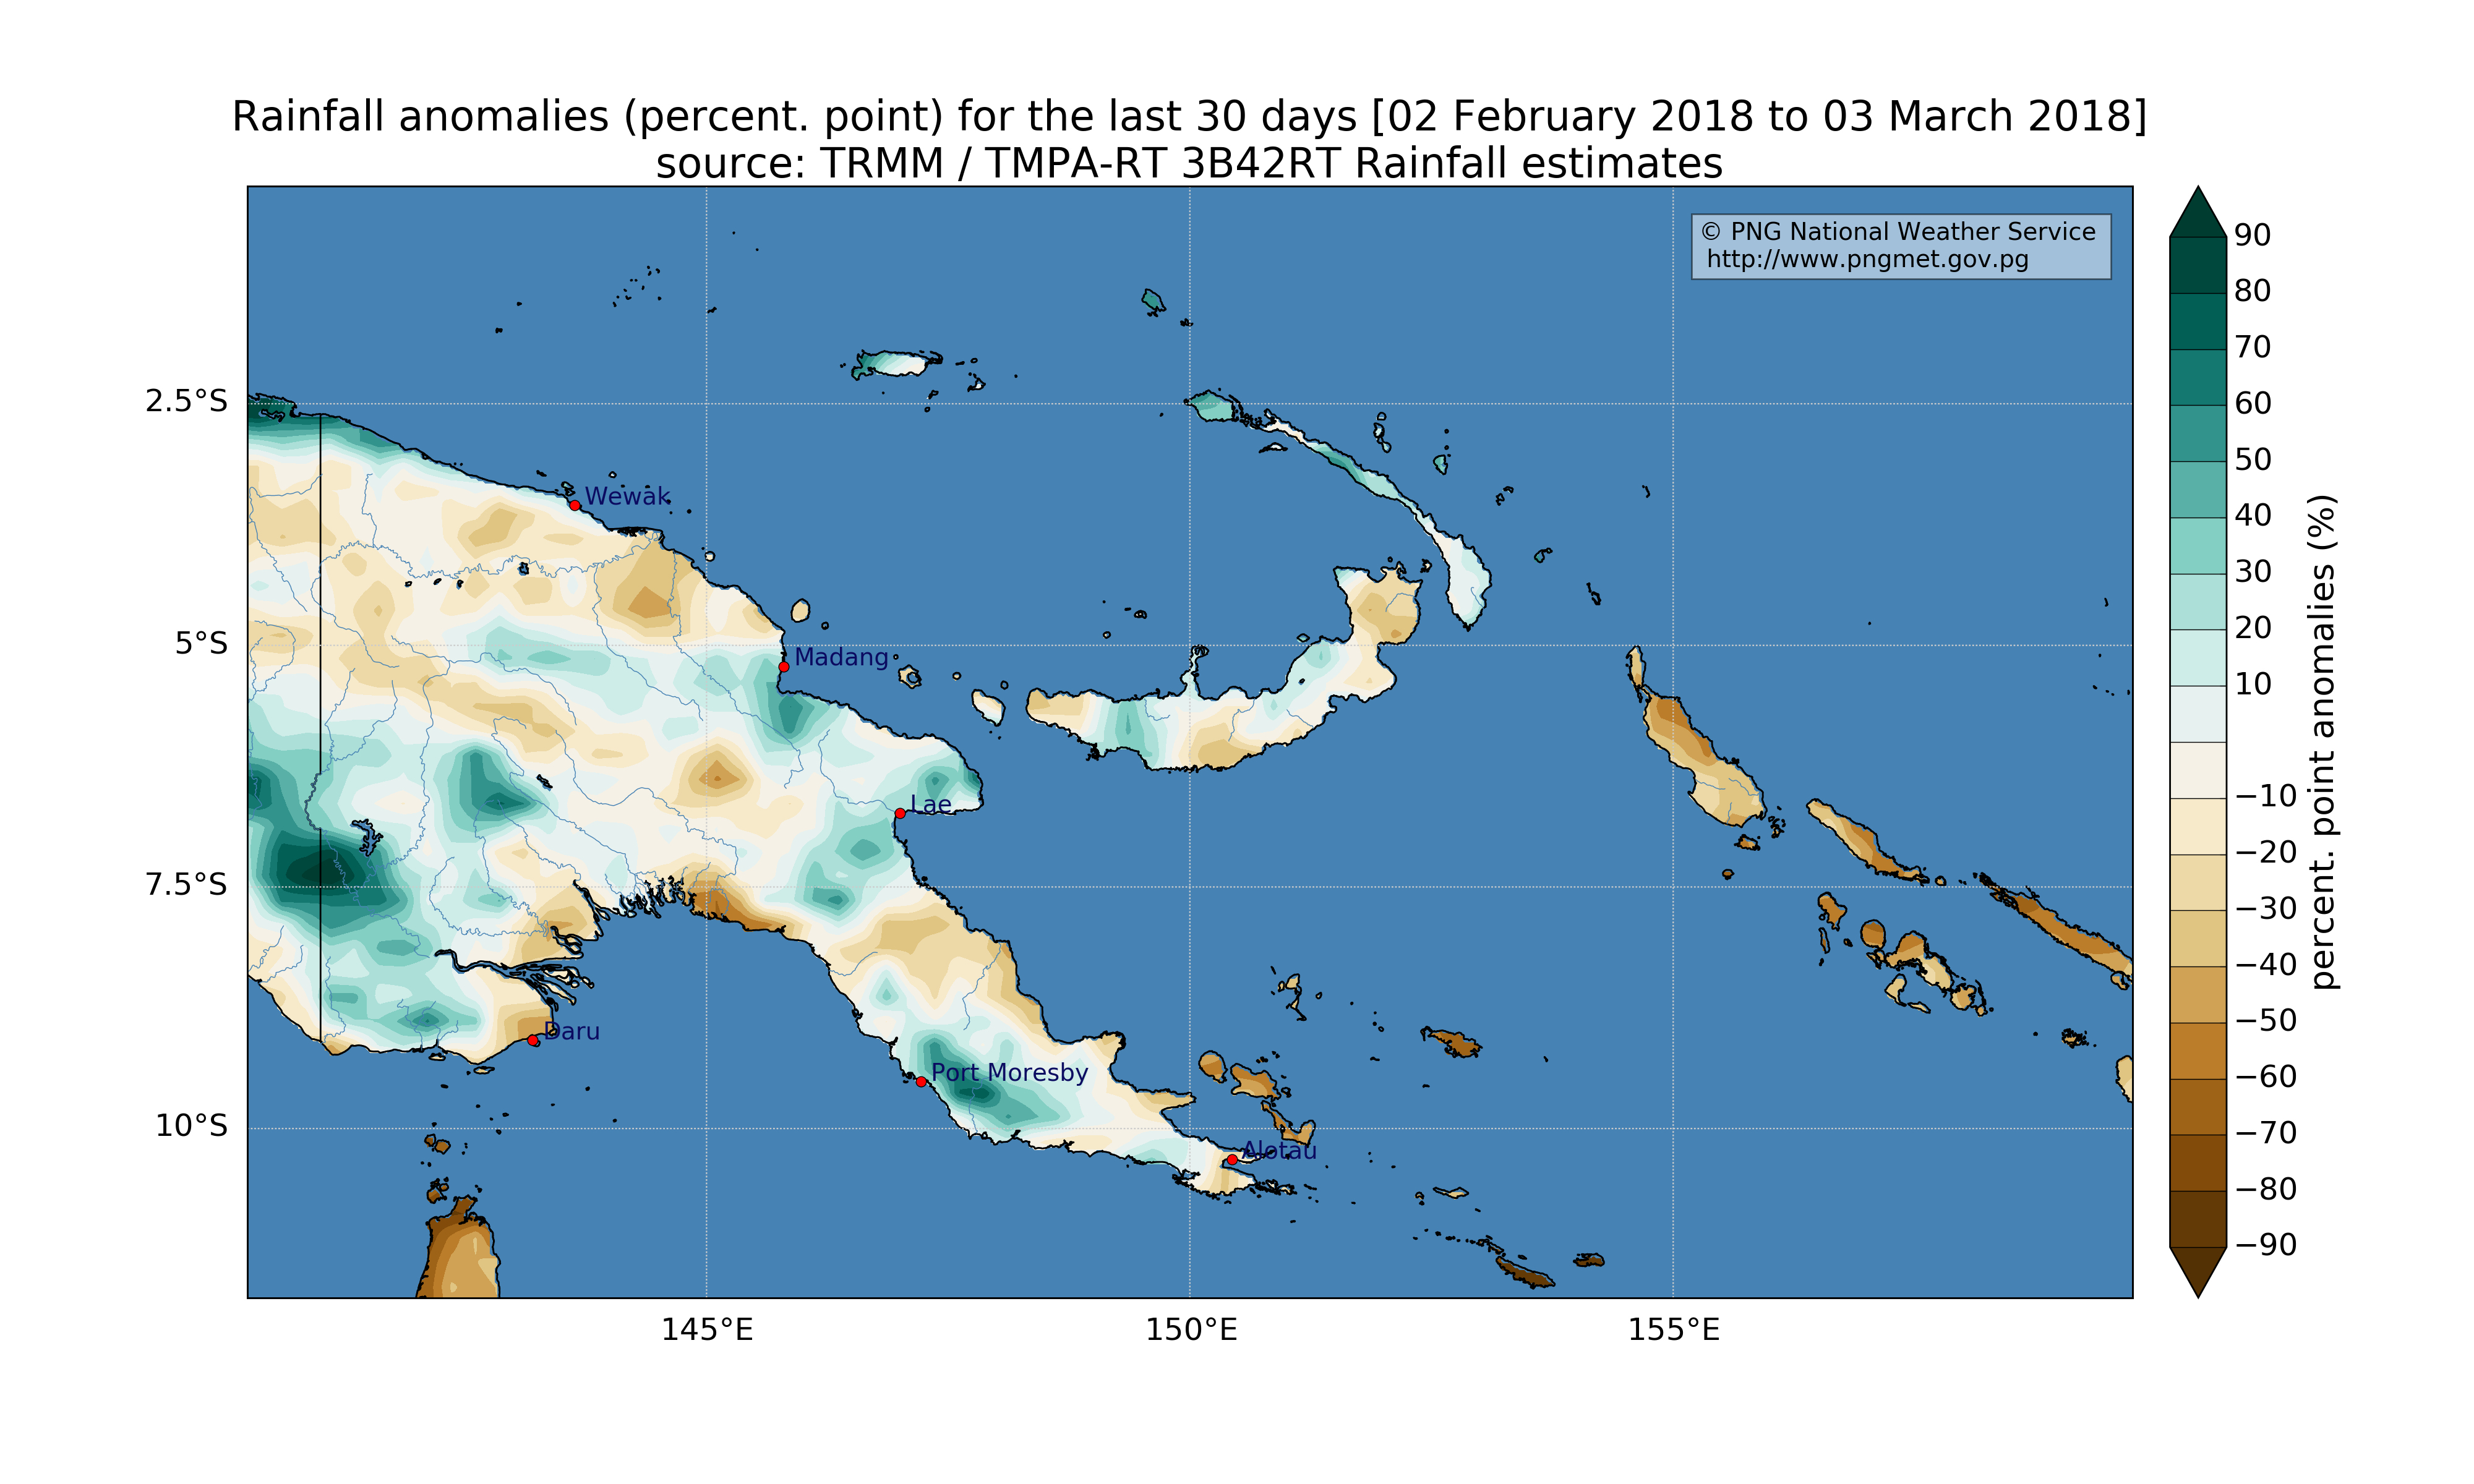 Rainfall anomalies (percent. point) for the last 30 days [02 February 2018 to 03 March 2018]
source: TRMM / TMPA-RT 3B42RT Rainfall estimates
© PNG National Weather Service
http://www.pngmet.gov.pg
2.5°S
5°S
7.5°S
10°S
Wewak
Madang
Lae
Daru
Port Moresby
Alotau
145°E
150°E
155°E
90
80
70
60
50
40
30
20
10
−10
−20
−30
−40
−50
−60
−70
−80
−90
percent. point anomalies (%)